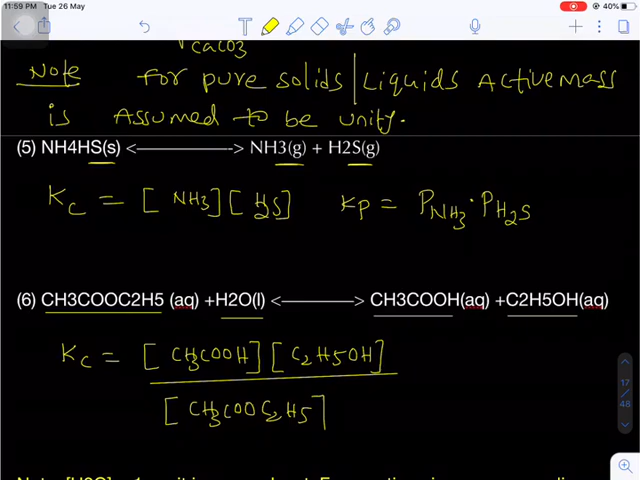 11:59 PM Tue 26 May
40%
CaCO3
Note for pure solids | Liquids Active mass
is Assumed to be unity.
(5) NH4HS(s) <--------------> NH3(g) + H2S(g)
Kc = [NH3][H2S] Kp = PNH3 . PH2S
(6) CH3COOC2H5 (aq) +H2O(l) <------------> CH3COOH(aq) +C2H5OH(aq)
Kc = [CH3COOH][C2H5OH]
[CH3COOC2H5]
17
48